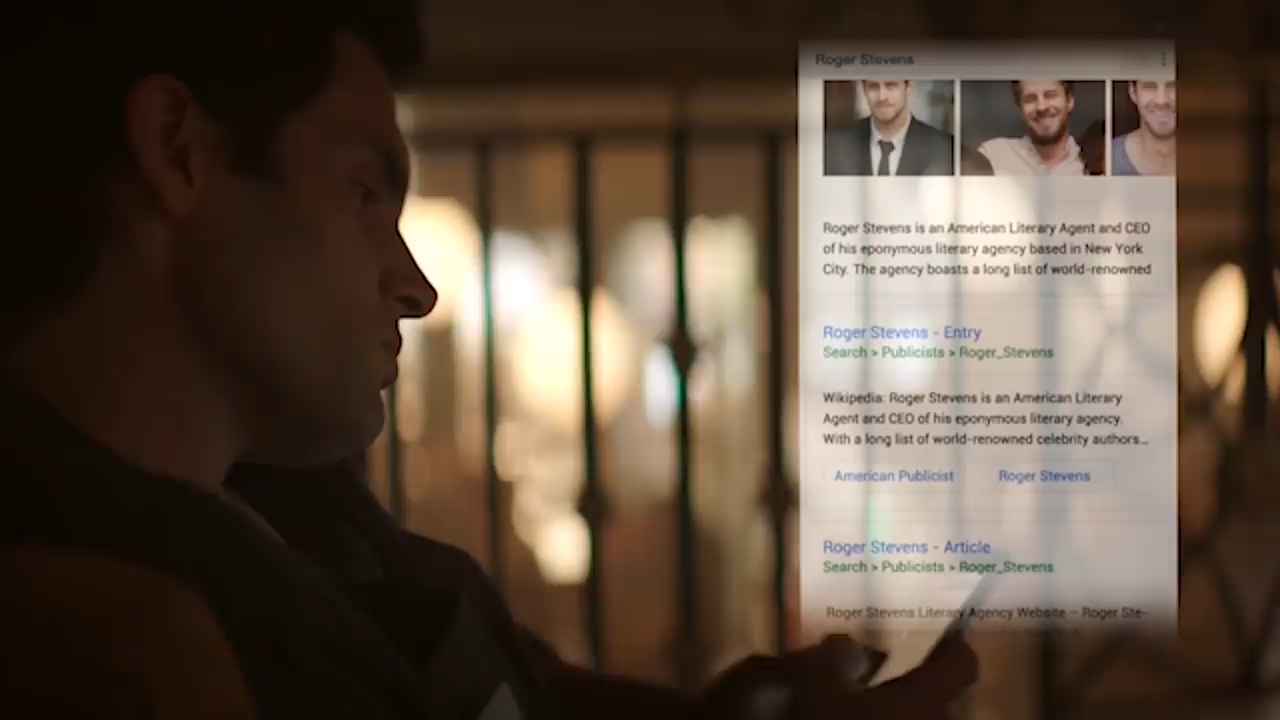 Roger Stevens
Roger Stevens is an American Literary Agent and CEO
of his eponymous literary agency based in New York
City. The agency boasts a long list of world-renowned
Roger Stevens - Entry
Search > Publicists > Roger_Stevens
Wikipedia: Roger Stevens is an American Literary
Agent and CEO of his eponymous literary agency.
With a long list of world-renowned celebrity authors...
American Publicist Roger Stevens
Roger Stevens - Article
Search > Publicists > Roger_Stevens
Roger Stevens Literary Agency Website – Roger Ste-